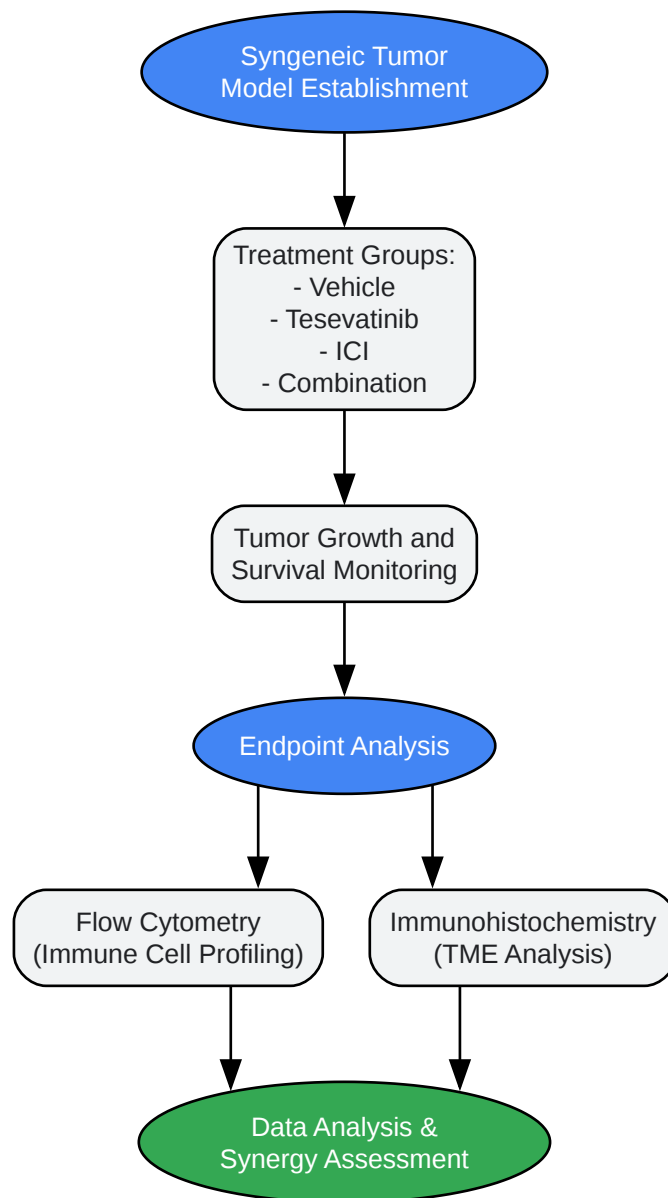 Syngeneic Tumor
Model Establishment
Treatment Groups:
- Vehicle
- Tesevatinib
- ICI
- Combination
Tumor Growth and
Survival Monitoring
Endpoint Analysis
Flow Cytometry
(Immune Cell Profiling)
Immunohistochemistry
(TME Analysis)
Data Analysis &
Synergy Assessment